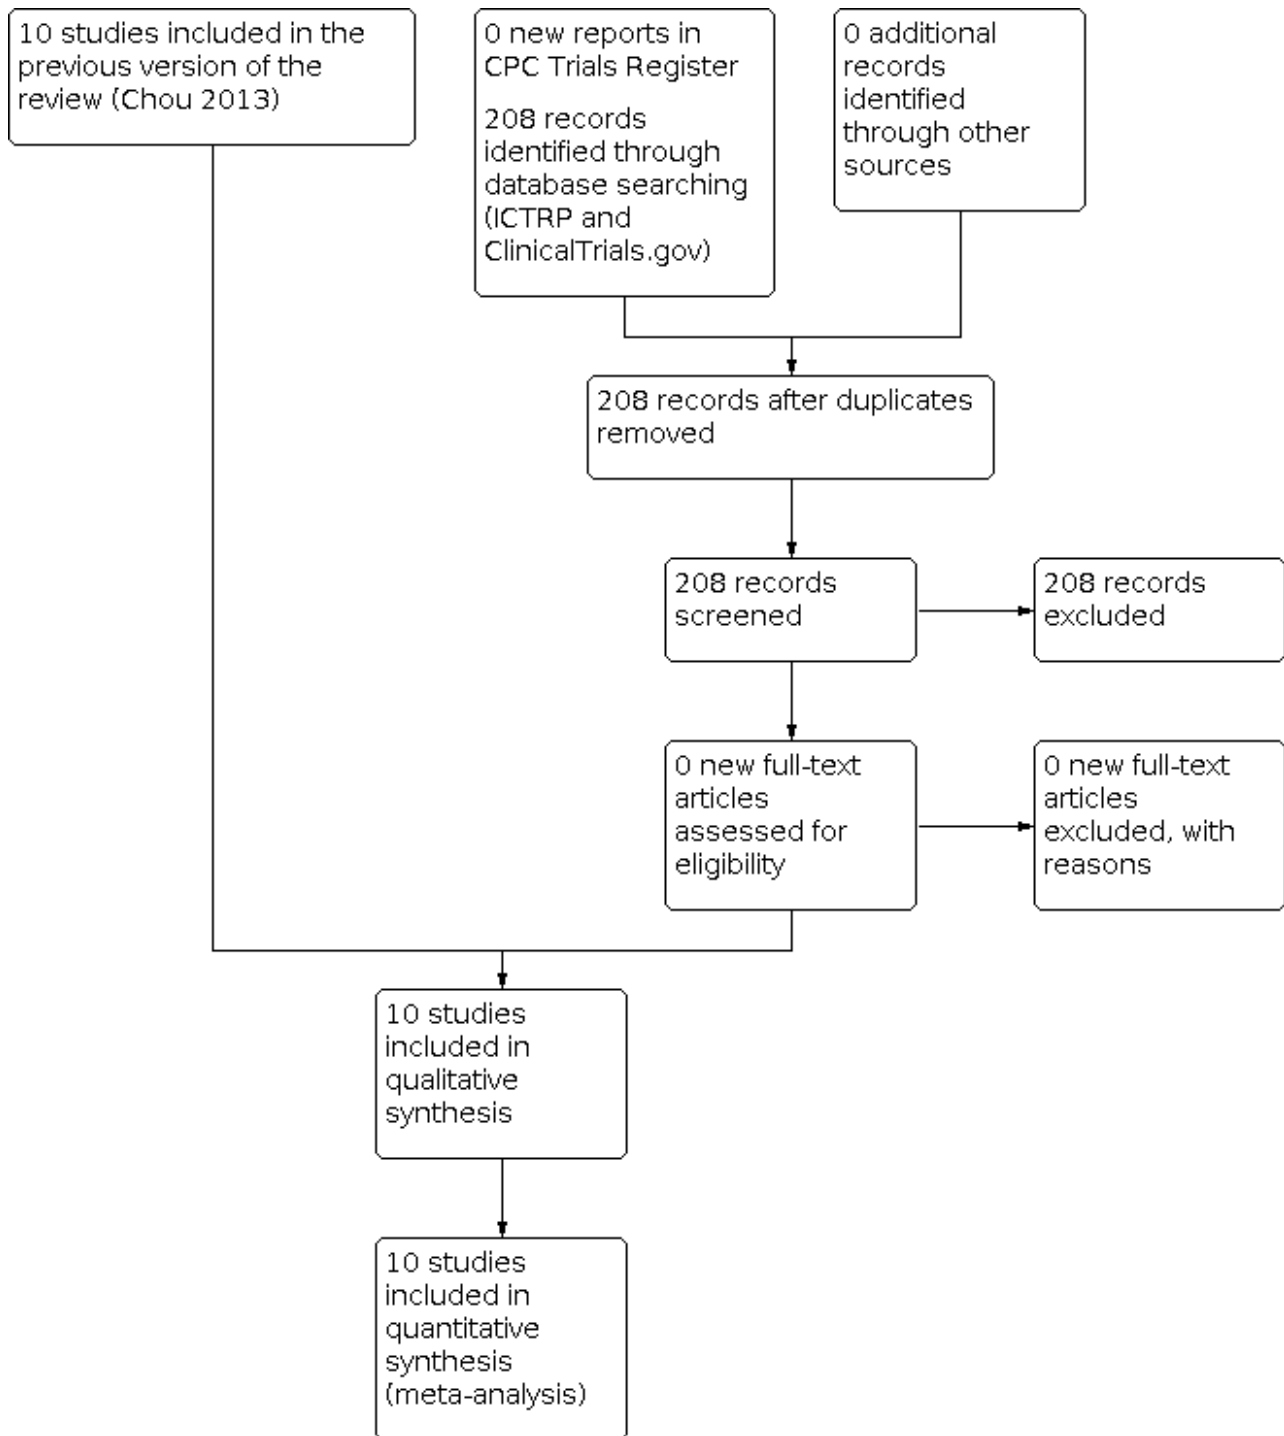 10 studies included in the
previous version of the
review (Chou 2013)
0 new reports in
CPC Trials Register
208 records
identified through
database searching
(ICTRP and
ClinicalTrials.gov)
0 additional
records
identified
through other
sources
208 records after duplicates
removed
208 records
screened
208 records
excluded
0 new full-text
articles
assessed for
eligibility
0 new full-text
articles
excluded, with
reasons
10 studies
included in
qualitative
synthesis
10 studies
included in
quantitative
synthesis
(meta-analysis)